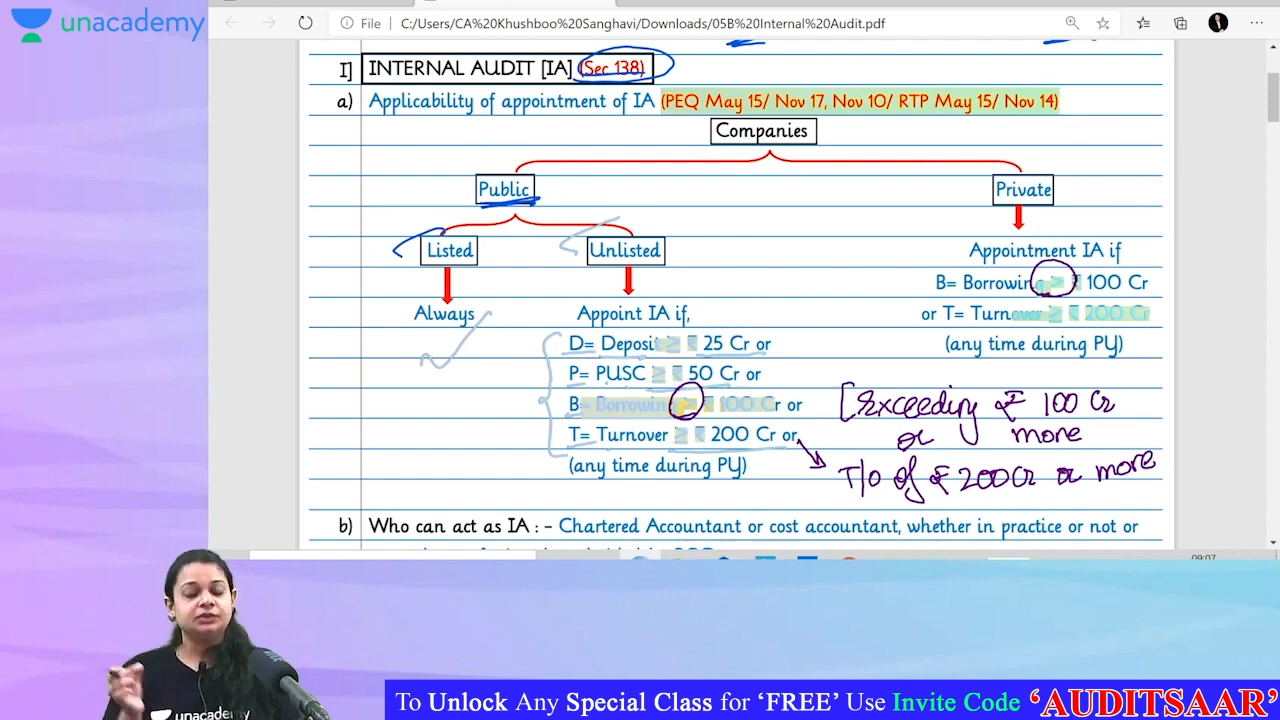 unacademy
File
C:/Users/CA%20Khushboo%20Sanghavi/Downloads/05B%20Internal%20Audit.pdf
I] INTERNAL AUDIT [IA] (Sec 138)
a) Applicability of appointment of IA (PEQ May 15/ Nov 17, Nov 10/ RTP May 15/ Nov 14)
Companies
Public
Private
Listed
Unlisted
Appointment IA if
B= Borrowing ≥ ₹ 100 Cr
Always
Appoint IA if,
or T= Turnover ≥ ₹ 200 Cr
D= Deposit ≥ ₹ 25 Cr or
(any time during PY)
P= PUSC ≥ ₹ 50 Cr or
B= Borrowing ≥ ₹ 100 Cr or
[Exceeding ₹ 100 Cr
T= Turnover ≥ ₹ 200 Cr or
or more
(any time during PY)
T/O of ₹ 200 Cr or more
b) Who can act as IA : - Chartered Accountant or cost accountant, whether in practice or not or
09:07
unacademy
To Unlock Any Special Class for ‘FREE’ Use Invite Code ‘AUDITSAAR’